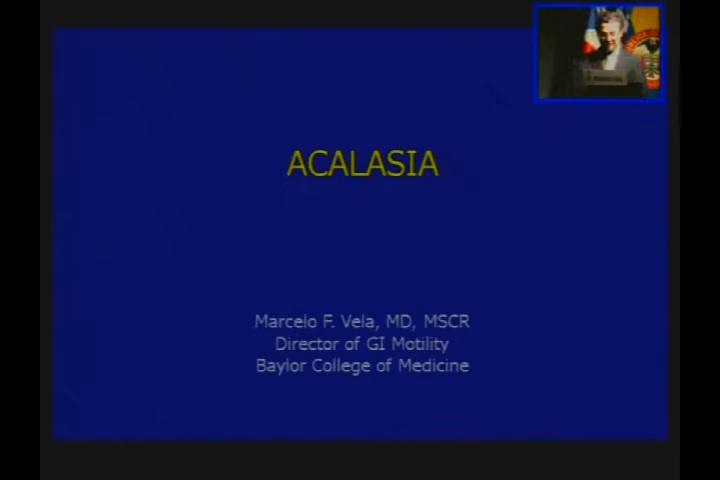 ACALASIA
Marcelo F. Vela, MD, MSCR
Director of GI Motility
Baylor College of Medicine